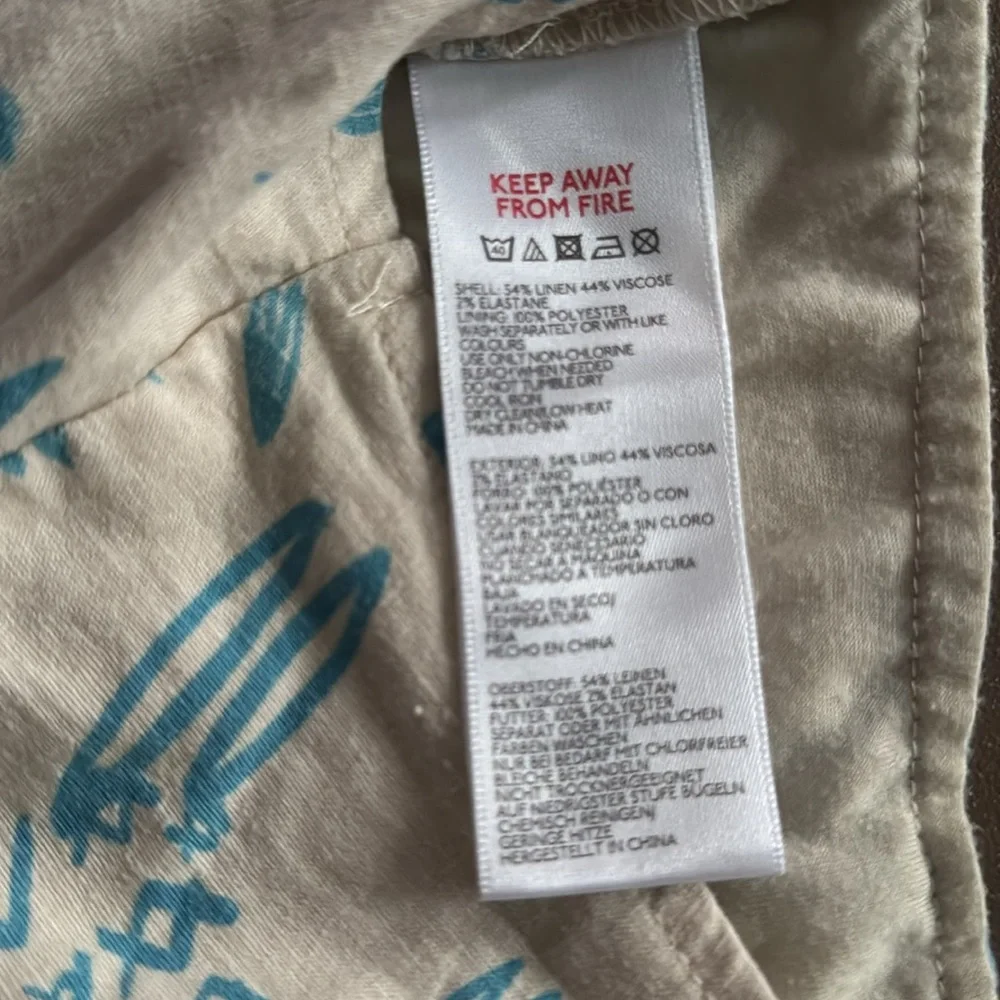 KEEP AWAY
FROM FIRE
40
SHELL: 54% LINEN 44% VISCOSE
2% ELASTANE
LINING: 100% POLYESTER
WASH SEPARATELY OR WITH LIKE
COLOURS
USE ONLY NON-CHLORINE
BLEACH WHEN NEEDED
DO NOT TUMBLE DRY
COOL IRON
DRY CLEAN/LOW HEAT
MADE IN CHINA
EXTERIOR: 54% LINO 44% VISCOSA
2% ELASTANO
FORRO: 100% POLIÉSTER
LAVAR POR SEPARADO O CON
COLORES SIMILARES
USAR BLANQUEADOR SIN CLORO
CUANDO SENECESARIO
NO SECAR A MAQUINA
PLANCHADO A TEMPERATURA
BAJA
LAVADO EN SECO/
TEMPERATURA
FRIA
HECHO EN CHINA
OBERSTOFF: 54% LEINEN
44% VISKOSE 2% ELASTAN
FUTTER: 100% POLYESTER
SEPARAT ODER MIT ÄHNLICHEN
FARBEN WASCHEN
NUR BEI BEDARF MIT CHLORFREIER
BLEICHE BEHANDELN
NICHT TROCKNERGEEIGNET
AUF NIEDRIGSTER STUFE BÜGELN
CHEMISCH REINIGEN/
GERINGE HITZE
HERGESTELLT IN CHINA